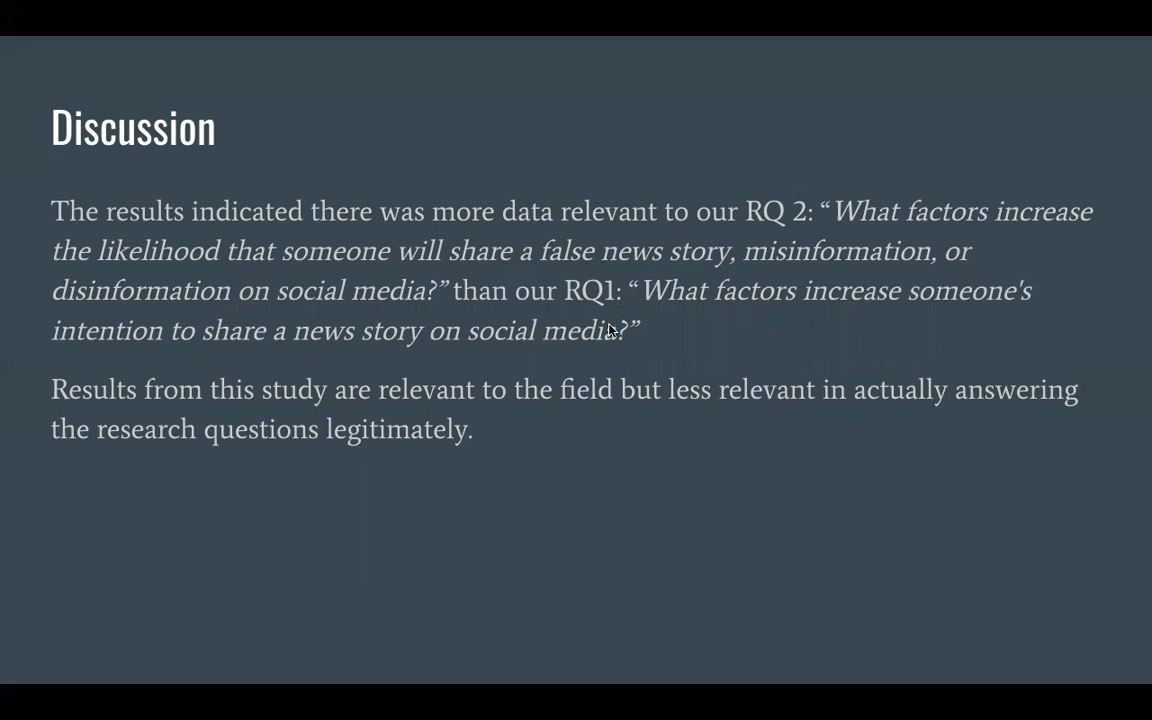 Discussion
The results indicated there was more data relevant to our RQ 2: “What factors increase
the likelihood that someone will share a false news story, misinformation, or
disinformation on social media?” than our RQ1: “What factors increase someone's
intention to share a news story on social media?”
Results from this study are relevant to the field but less relevant in actually answering
the research questions legitimately.